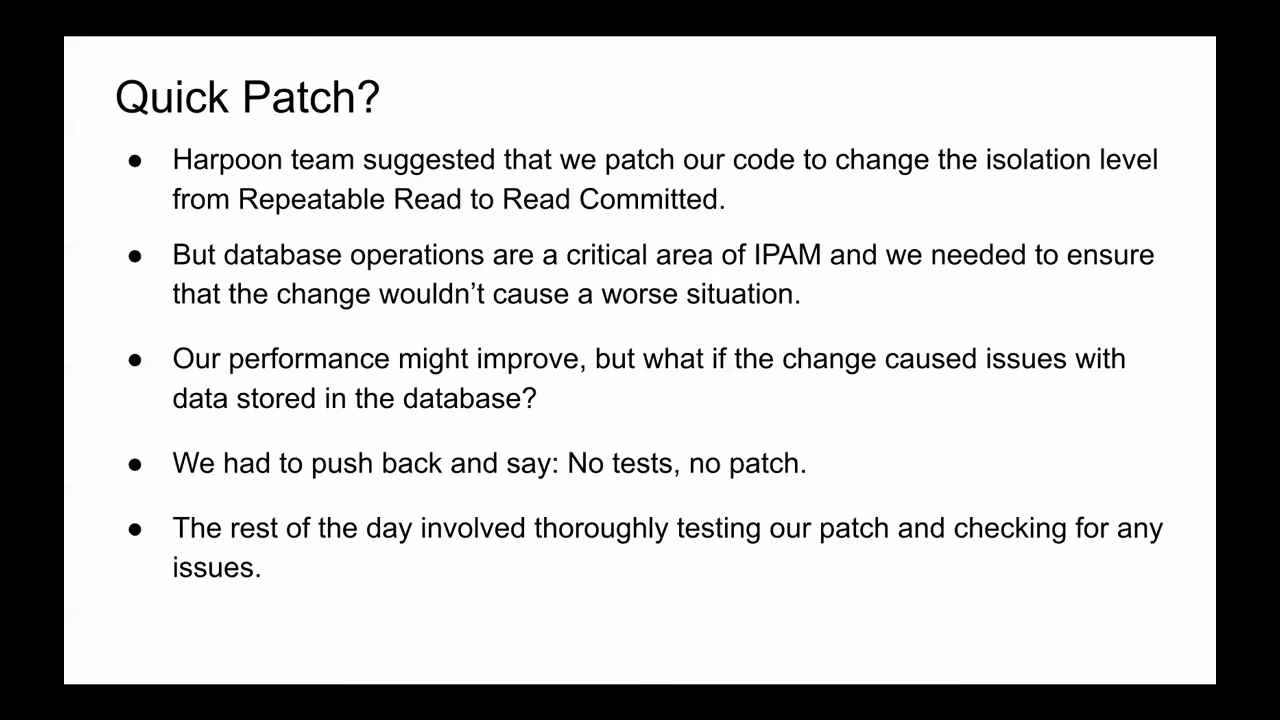 Quick Patch?
● Harpoon team suggested that we patch our code to change the isolation level
from Repeatable Read to Read Committed.
● But database operations are a critical area of IPAM and we needed to ensure
that the change wouldn’t cause a worse situation.
● Our performance might improve, but what if the change caused issues with
data stored in the database?
● We had to push back and say: No tests, no patch.
● The rest of the day involved thoroughly testing our patch and checking for any
issues.